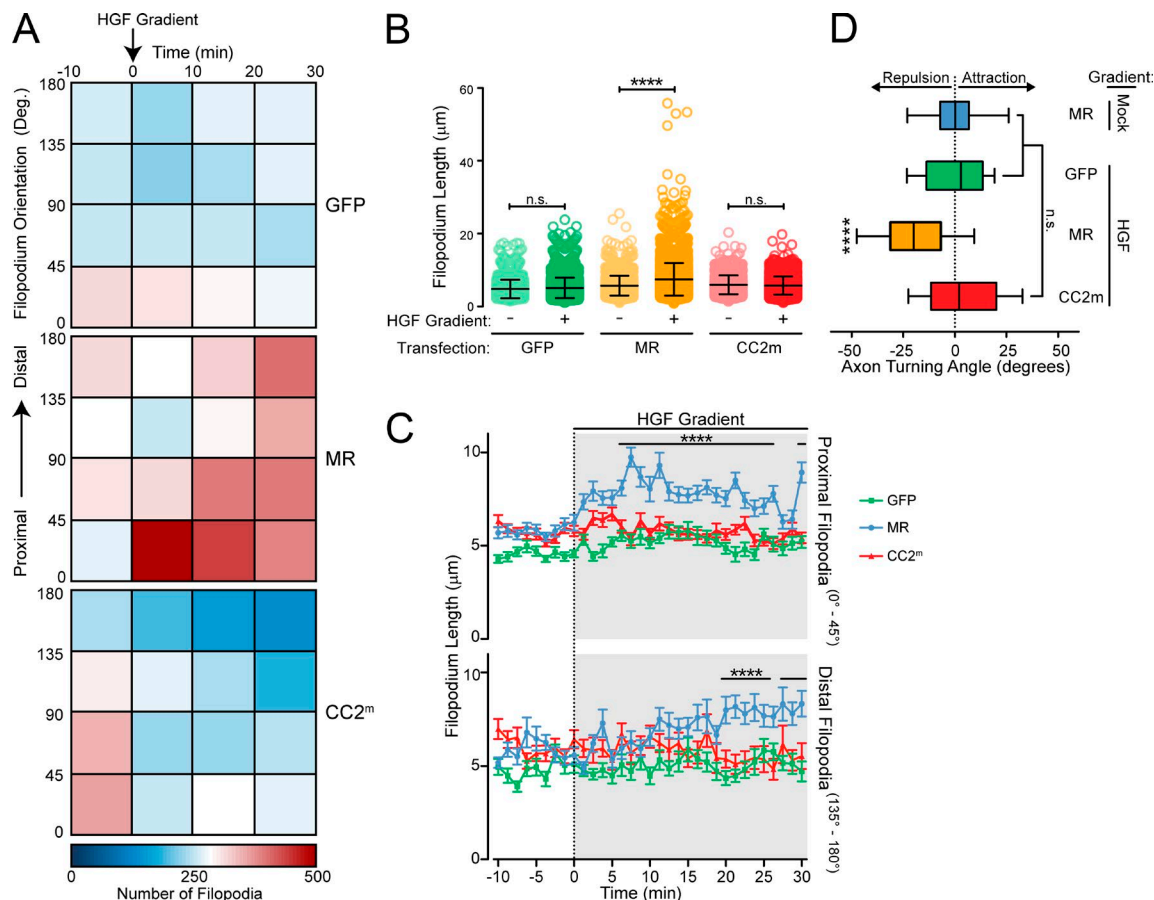 A
HGF Gradient
Time (min)
-10 0 10 20 30
Filopodium Orientation (Deg.)
Proximal Distal
180
135
90
45
0
GFP
180
135
90
45
0
MR
180
135
90
45
0
CC2m
0 250 500
Number of Filopodia
B
Filopodium Length (μm)
60
40
20
0
n.s.
****
n.s.
HGF Gradient: - + - + - +
Transfection: GFP MR CC2m
C
HGF Gradient
Filopodium Length (μm)
10
5
0
****
Proximal Filopodia (0° - 45°)
10
5
0
****
Distal Filopodia (135° - 180°)
-10 -5 0 5 10 15 20 25 30
Time (min)
GFP
MR
CC2m
D
Repulsion Attraction
Gradient:
MR
Mock
GFP
MR
CC2m
HGF
****
n.s.
-50 -25 0 25 50
Axon Turning Angle (degrees)